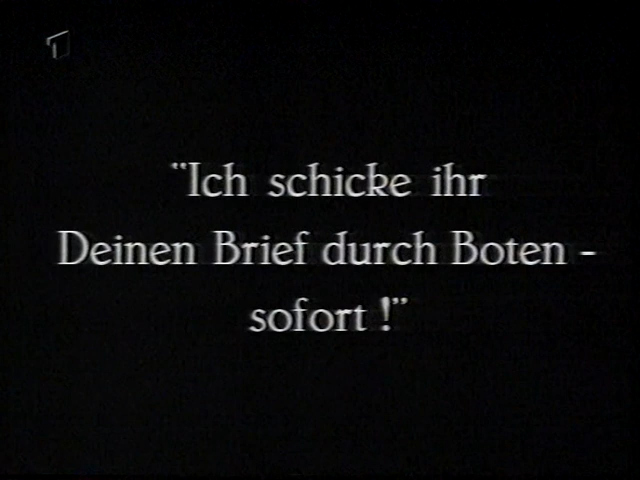 "Ich schicke ihr
Deinen Brief durch Boten -
sofort !"